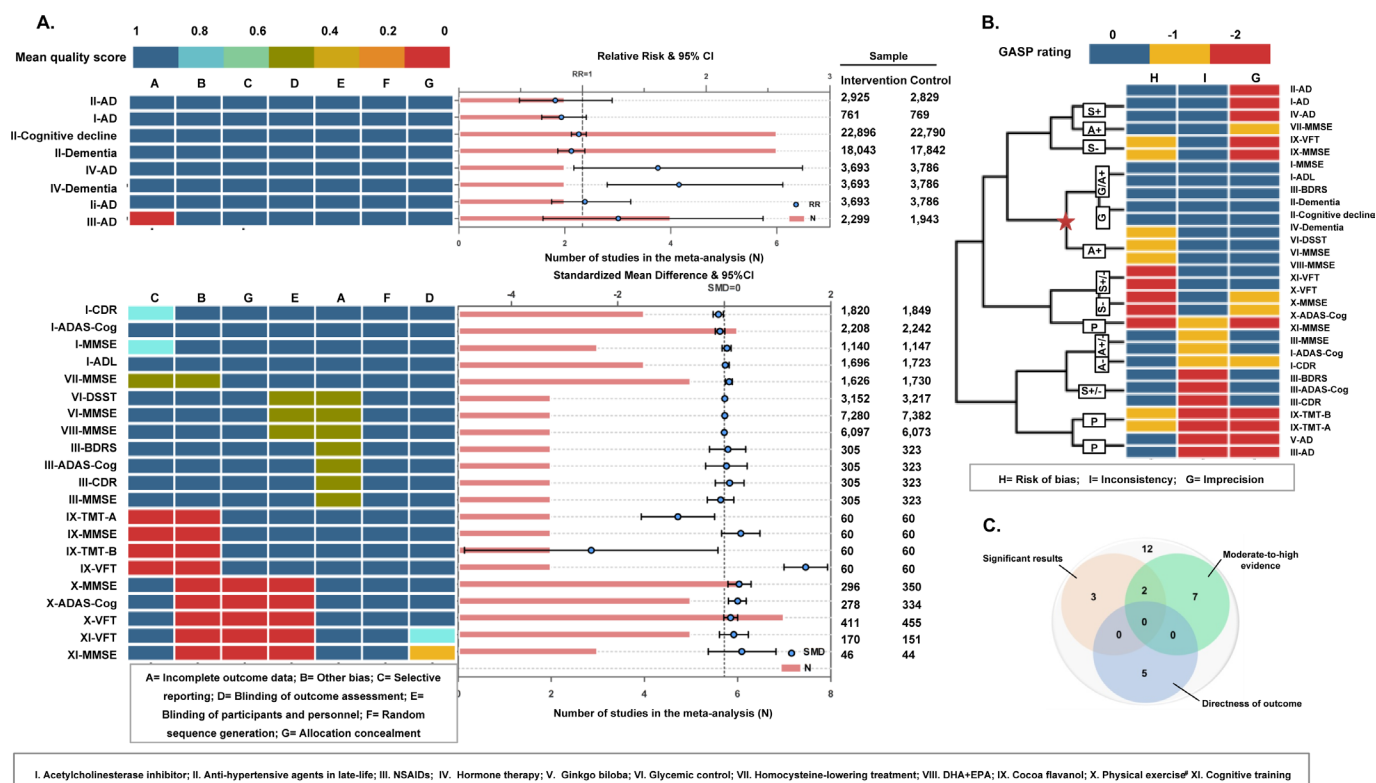 A.
1 0.8 0.6 0.4 0.2 0
Mean quality score
A B C D E F G
Relative Risk & 95% CI
1 2 3
RR=1
Sample
Intervention Control
II-AD 2,925 2,829
I-AD 761 769
II-Cognitive decline 22,896 22,790
II-Dementia 18,043 17,842
IV-AD 3,693 3,786
IV-Dementia 3,693 3,786
Ii-AD 3,693 3,786
III-AD 2,299 1,943
RR
N
0 2 4 6
Number of studies in the meta-analysis (N)
Standardized Mean Difference & 95%CI
C B G E A F D
-4 -2 SMD=0 2
I-CDR 1,820 1,849
I-ADAS-Cog 2,208 2,242
I-MMSE 1,140 1,147
I-ADL 1,696 1,723
VII-MMSE 1,626 1,730
VI-DSST 3,152 3,217
VI-MMSE 7,280 7,382
VIII-MMSE 6,097 6,073
III-BDRS 305 323
III-ADAS-Cog 305 323
III-CDR 305 323
III-MMSE 305 323
IX-TMT-A 60 60
IX-MMSE 60 60
IX-TMT-B 60 60
IX-VFT 60 60
X-MMSE 296 350
X-ADAS-Cog 278 334
X-VFT 411 455
XI-VFT 170 151
XI-MMSE 46 44
SMD
N
0 2 4 6 8
Number of studies in the meta-analysis (N)
A= Incomplete outcome data; B= Other bias; C= Selective
reporting; D= Blinding of outcome assessment; E=
Blinding of participants and personnel; F= Random
sequence generation; G= Allocation concealment
B.
0 -1 -2
GASP rating
H I G
II-AD
I-AD
IV-AD
VII-MMSE
IX-VFT
IX-MMSE
I-MMSE
I-ADL
III-BDRS
II-Dementia
II-Cognitive decline
IV-Dementia
VI-DSST
VI-MMSE
VIII-MMSE
XI-VFT
X-VFT
X-MMSE
X-ADAS-Cog
XI-MMSE
III-MMSE
I-ADAS-Cog
I-CDR
III-BDRS
III-ADAS-Cog
III-CDR
IX-TMT-B
IX-TMT-A
V-AD
III-AD
S+
A+
S-
G/A+
G
A+
S+/-
S-
P
A+/-
A-
S+/-
P
P
H= Risk of bias; I= Inconsistency; G= Imprecision
C.
Significant results
Moderate-to-high
evidence
Directness of outcome
12
3
2
7
0
0
0
5
I. Acetylcholinesterase inhibitor; II. Anti-hypertensive agents in late-life; III. NSAIDs; IV. Hormone therapy; V. Ginkgo biloba; VI. Glycemic control; VII. Homocysteine-lowering treatment; VIII. DHA+EPA; IX. Cocoa flavanol; X. Physical exercise# XI. Cognitive training